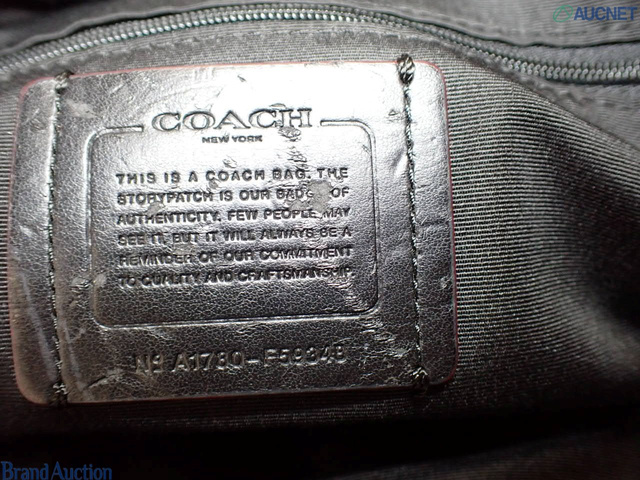 AUCNET
COACH
NEW YORK
THIS IS A COACH BAG. THE
STORYPATCH IS OUR BADGE OF
AUTHENTICITY. FEW PEOPLE MAY
SEE IT, BUT IT WILL ALWAYS BE A
REMINDER OF OUR COMMITMENT
TO QUALITY AND CRAFTSMANSHIP.
Nº A1780-F59348
Brand Auction